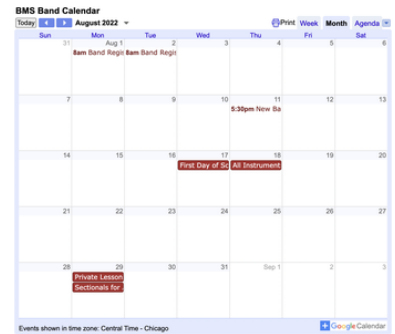 BMS Band Calendar
Today August 2022 Print Week Month Agenda
Sun Mon Tue Wed Thu Fri Sat
31 Aug 1 2 3 4 5 6
8am Band Regis 8am Band Regis
7 8 9 10 11 12 13
5:30pm New Ba
14 15 16 17 18 19 20
First Day of Sc All Instrument
21 22 23 24 25 26 27
28 29 30 31 Sep 1 2 3
Private Lesson
Sectionals for
Events shown in time zone: Central Time - Chicago
Google Calendar